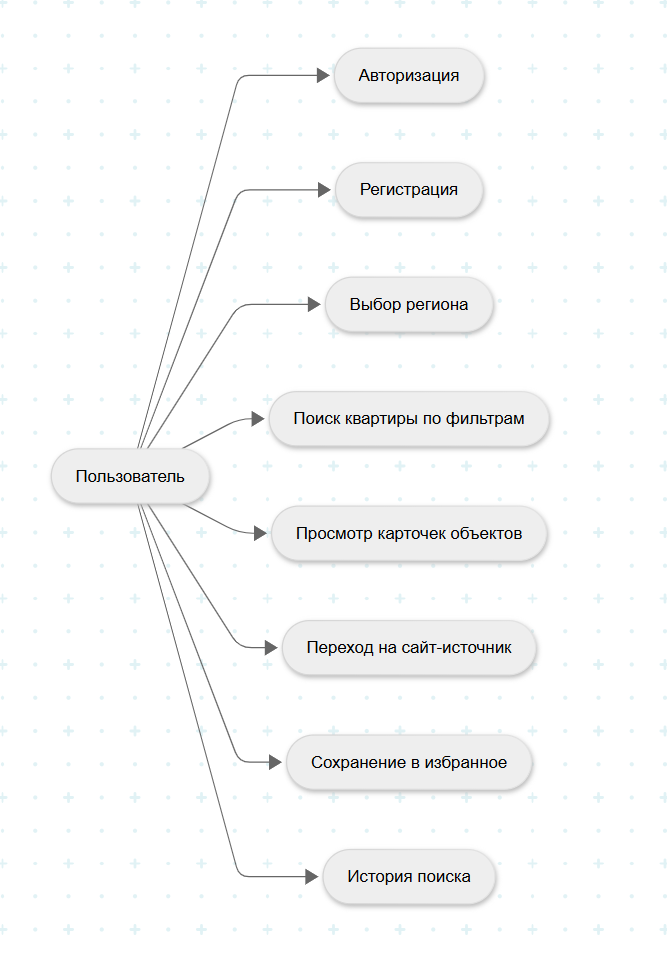 Авторизация
Регистрация
Выбор региона
Поиск квартиры по фильтрам
Пользователь
Просмотр карточек объектов
Переход на сайт-источник
Сохранение в избранное
История поиска